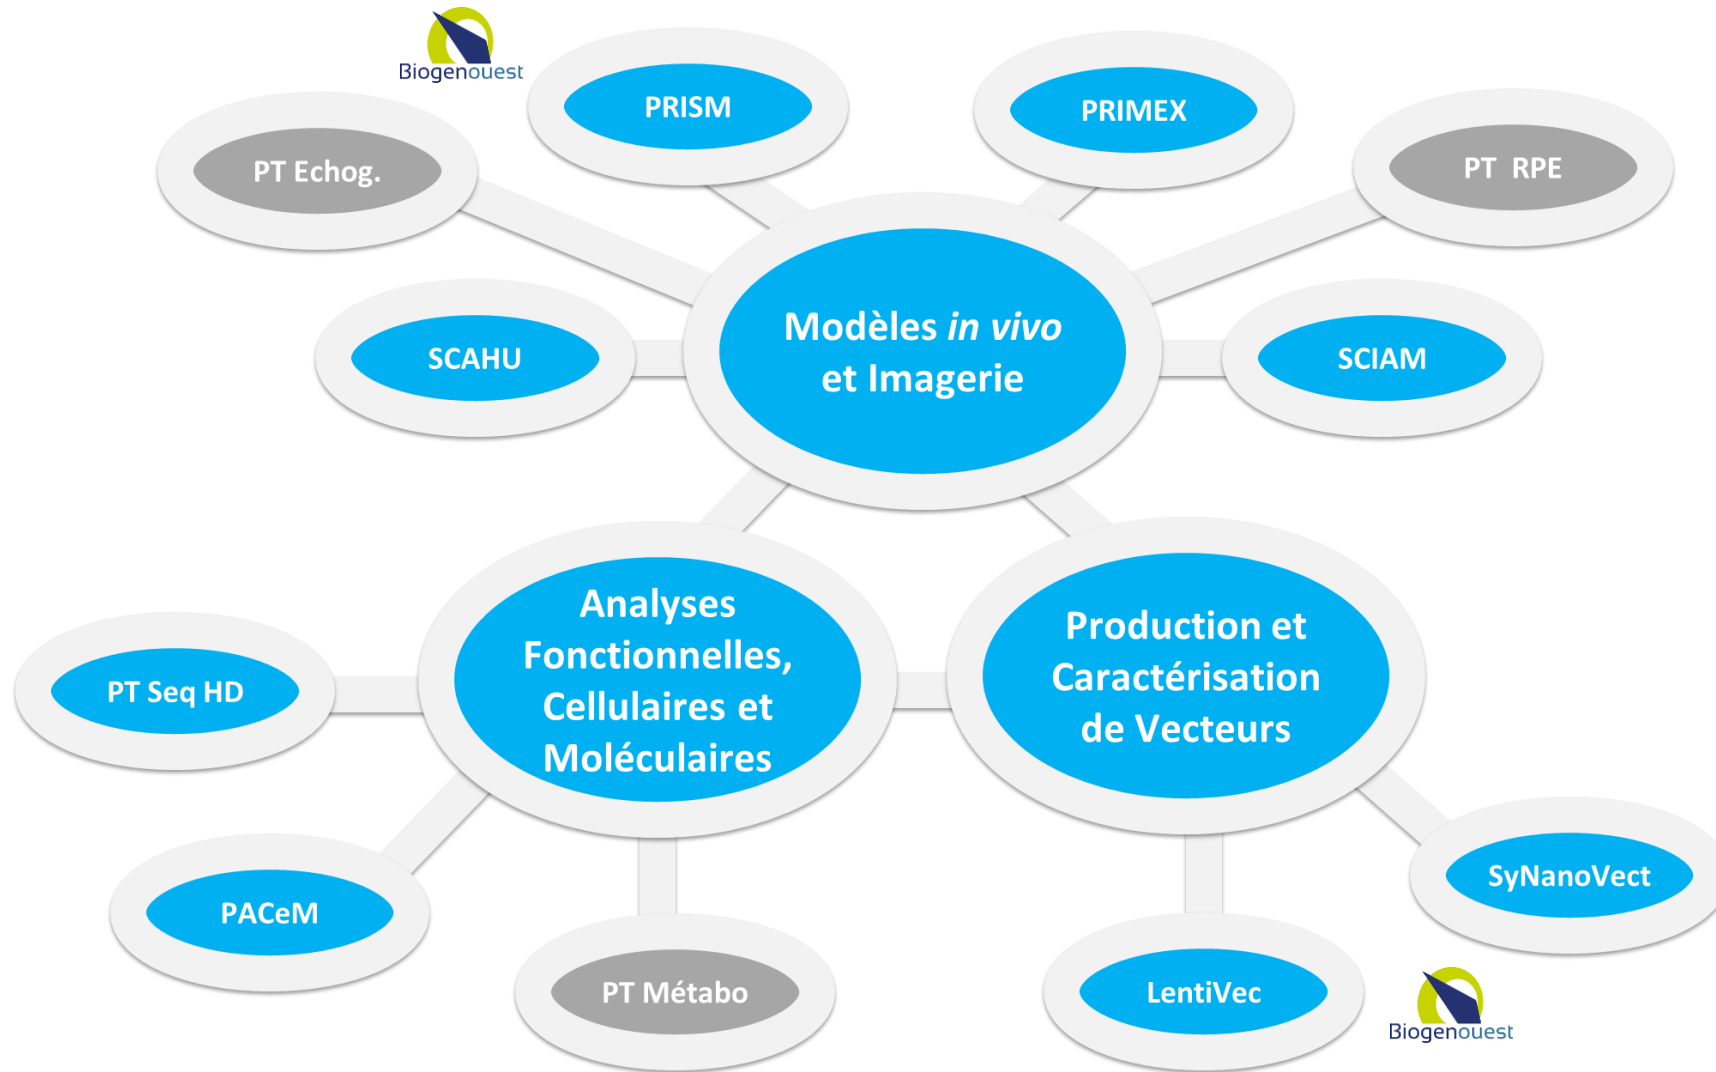 Biogenouest
PRISM
PRIMEX
PT Echog.
PT RPE
SCAHU
Modèles in vivo
et Imagerie
SCIAM
Analyses
Fonctionnelles,
Cellulaires et
Moléculaires
Production et
Caractérisation
de Vecteurs
PT Seq HD
PACeM
PT Métabo
LentiVec
SyNanoVect
Biogenouest